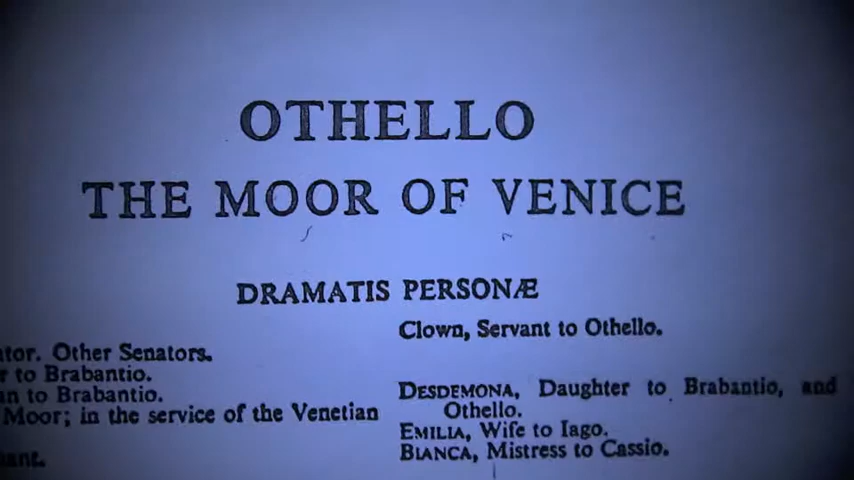 OTHELLO
THE MOOR OF VENICE
DRAMATIS PERSONÆ
Other Senators.
to Brabantio.
to Brabantio.
Moor; in the service of the Venetian
Clown, Servant to Othello.
DESDEMONA, Daughter to Brabantio, and
Othello.
EMILIA, Wife to Iago.
BIANCA, Mistress to Cassio.